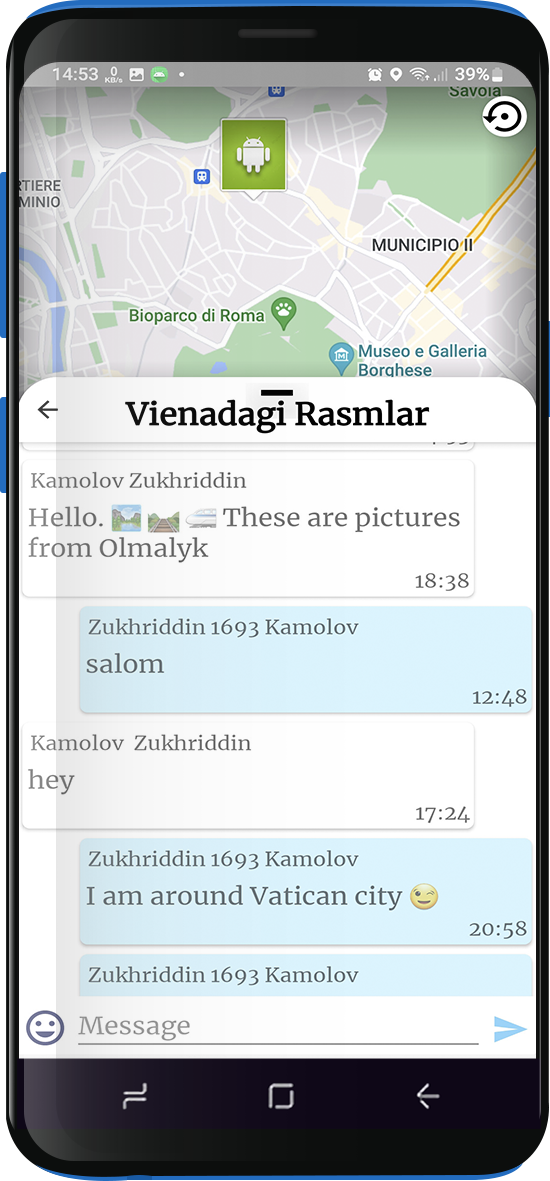 14:53 0 KB/s 39%
Savoia
RTIERE
MINIO
MUNICIPIO II
Bioparco di Roma
Museo e Galleria
Borghese
Vienadagi Rasmlar
Kamolov Zukhriddin
Hello. 🏞️ 🛤️ 🚄 These are pictures
from Olmalyk
18:38
Zukhriddin 1693 Kamolov
salom
12:48
Kamolov Zukhriddin
hey
17:24
Zukhriddin 1693 Kamolov
I am around Vatican city 😉
20:58
Zukhriddin 1693 Kamolov
Message